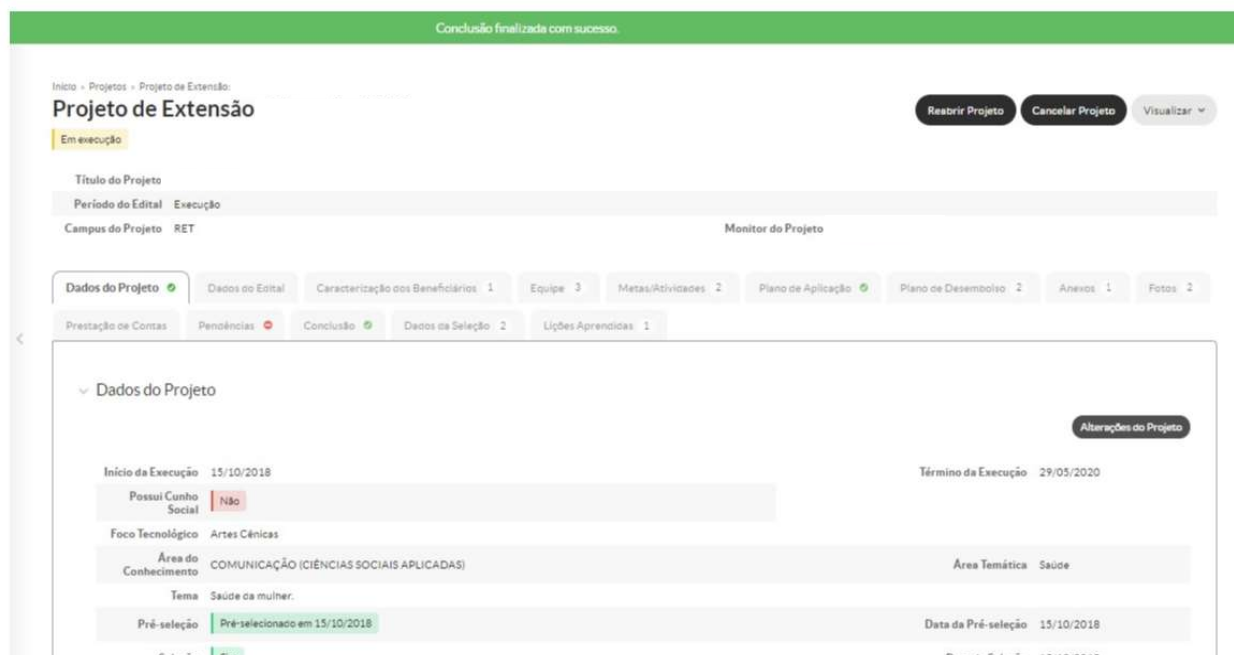 Conclusão finalizada com sucesso.
Início » Projetos » Projeto de Extensão:
Projeto de Extensão
Reabrir Projeto Cancelar Projeto Visualizar
Em execução
Título do Projeto
Período do Edital Execução
Campus do Projeto RET Monitor do Projeto
Dados do Projeto Dados do Edital Caracterização dos Beneficiários 1 Equipe 3 Metas/Atividades 2 Plano de Aplicação Plano de Desembolso 2 Anexos 1 Fotos 2
Prestação de Contas Pendências Conclusão Dados da Seleção 2 Lições Aprendidas 1
Dados do Projeto
Alterações do Projeto
Início da Execução 15/10/2018 Término da Execução 29/05/2020
Possui Cunho
Social Não
Foco Tecnológico Artes Cênicas
Área do
Conhecimento COMUNICAÇÃO (CIÊNCIAS SOCIAIS APLICADAS) Área Temática Saúde
Tema Saúde da mulher.
Pré-seleção Pré-selecionado em 15/10/2018 Data da Pré-seleção 15/10/2018